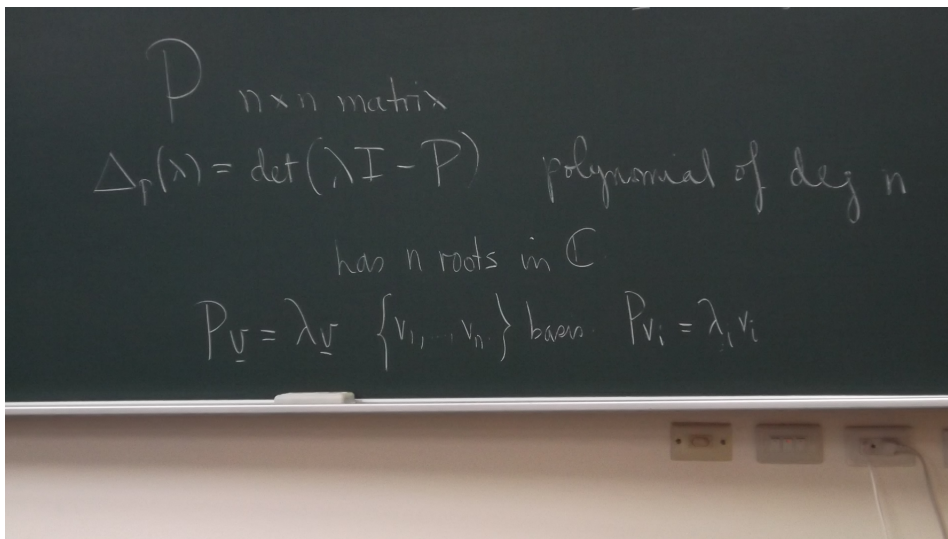 P n×n matrix
Δ_P(λ) = det(λI − P) polynomial of deg n
has n roots in ℂ
Pv = λv {v₁, ..., vₙ} basis. Pvᵢ = λᵢvᵢ